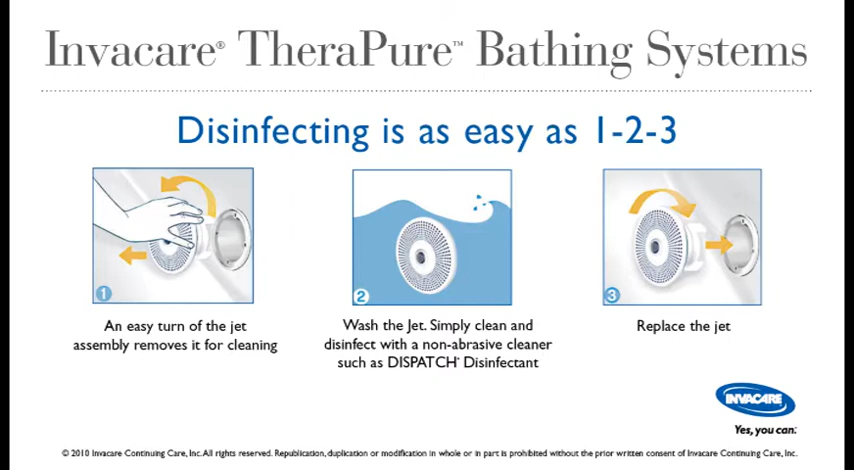 Invacare® TheraPure™ Bathing Systems
Disinfecting is as easy as 1-2-3
1
2
3
An easy turn of the jet
assembly removes it for cleaning
Wash the Jet. Simply clean and
disinfect with a non-abrasive cleaner
such as DISPATCH® Disinfectant
Replace the jet
INVACARE
Yes, you can.
© 2010 Invacare Continuing Care, Inc. All rights reserved. Republication, duplication or modification in whole or in part is prohibited without the prior written consent of Invacare Continuing Care, Inc.